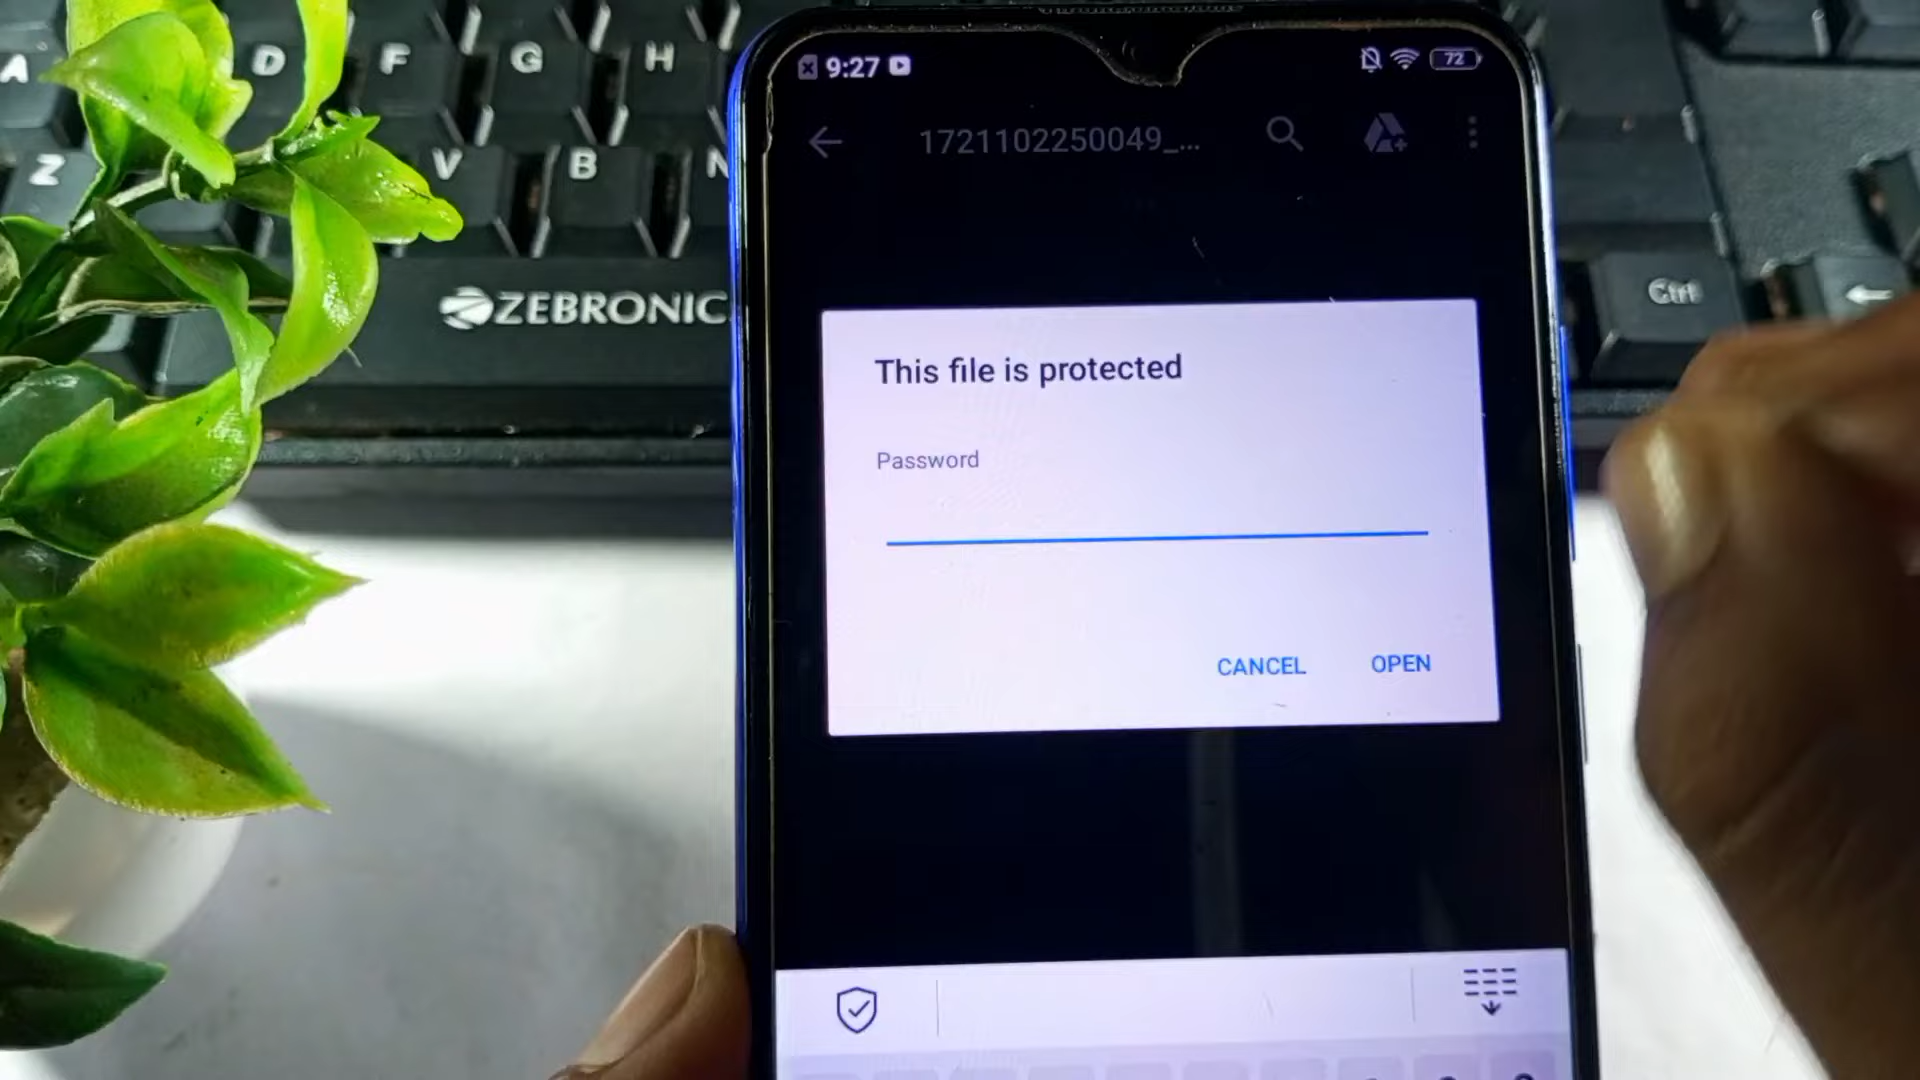 A D F G H
Z V B N
ZEBRONIC
Ctrl
9:27
72
1721102250049_...
This file is protected
Password
CANCEL OPEN